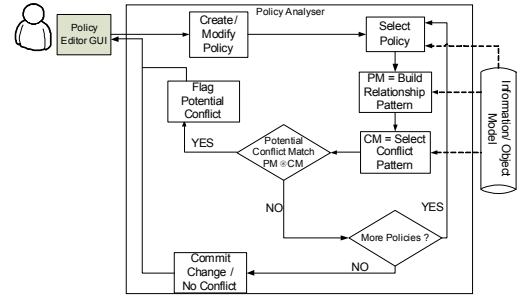 Policy Analyser
Policy
Editor GUI
Create /
Modify
Policy
Select
Policy
PM = Build
Relationship
Pattern
Flag
Potential
Conflict
YES
Potential
Conflict Match
PM ⊛ CM
CM = Select
Conflict
Pattern
Information/ Object
Model
NO
YES
More Policies ?
NO
Commit
Change /
No Conflict